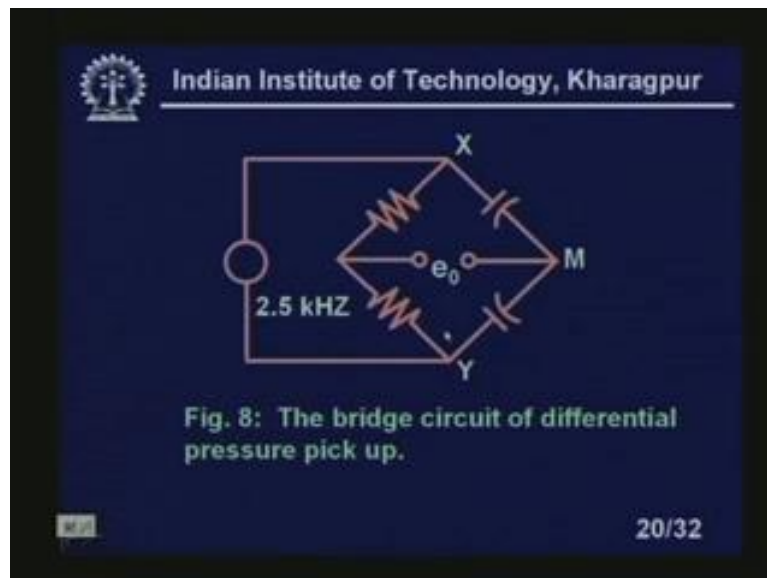 Indian Institute of Technology, Kharagpur
X
e0
M
2.5 kHZ
Y
Fig. 8: The bridge circuit of differential
pressure pick up.
20/32